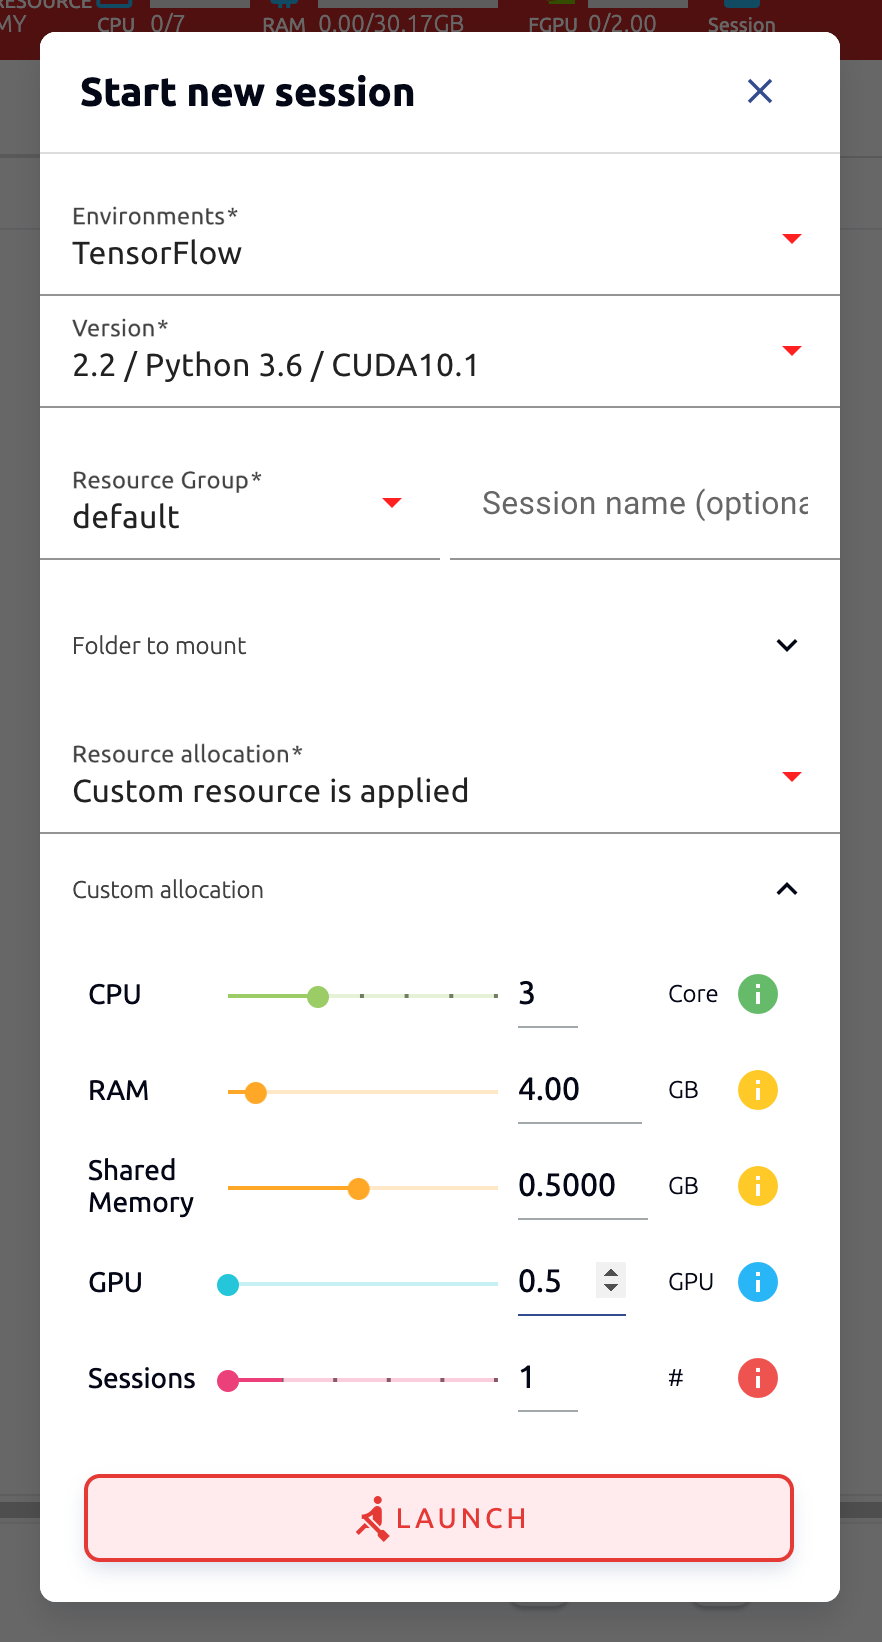 RESOURCE
MY
CPU 0/7
RAM 0.00/30.17GB
FGPU 0/2.00
Session
Start new session
Environments*
TensorFlow
Version*
2.2 / Python 3.6 / CUDA10.1
Resource Group*
default
Session name (optiona
Folder to mount
Resource allocation*
Custom resource is applied
Custom allocation
CPU 3 Core i
RAM 4.00 GB i
Shared
Memory 0.5000 GB i
GPU 0.5 GPU i
Sessions 1 # i
LAUNCH